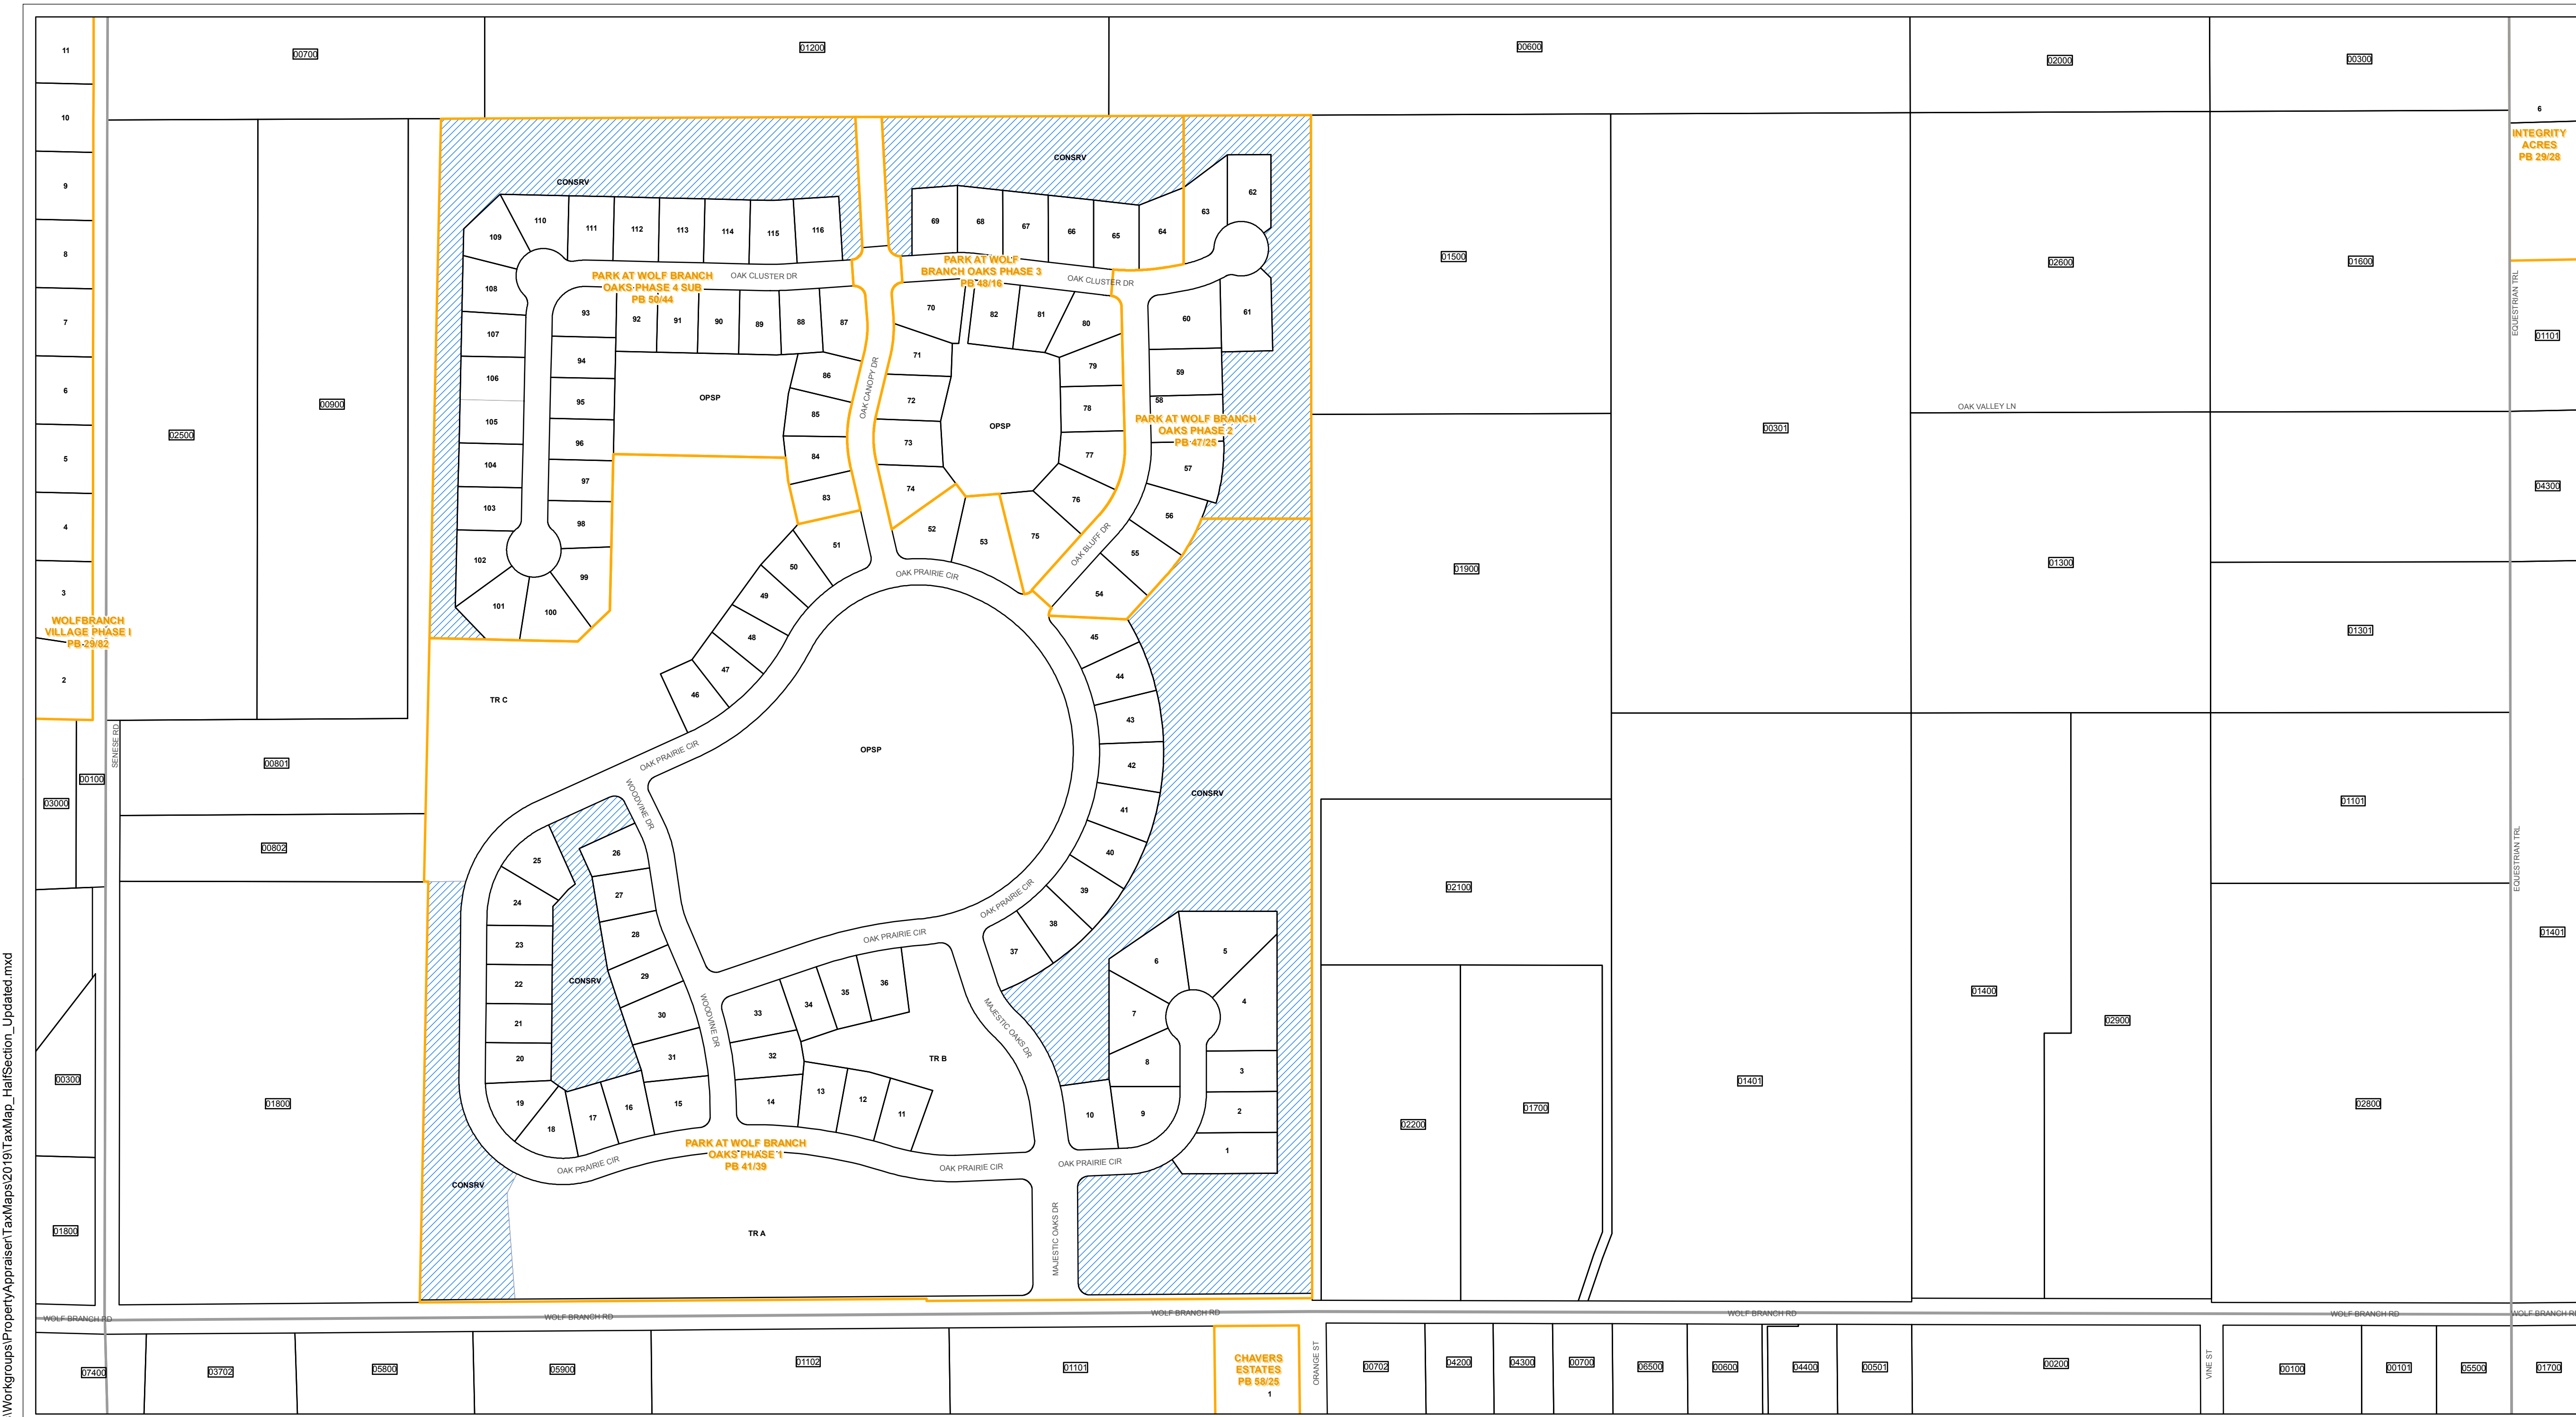 00700
01200
00600
02000
00300
11
10
9
8
7
6
5
4
3
2
WOLFBRANCH
VILLAGE PHASE I
PB 29/82
02500
00900
CONSRV
110
111
112
113
114
115
116
109
108
107
106
105
104
103
102
101
100
99
98
97
96
95
94
93
92
91
90
89
88
87
86
85
84
83
OAK CLUSTER DR
PARK AT WOLF BRANCH
OAKS PHASE 4 SUB
PB 50/44
OPSP
OAK CANOPY DR
CONSRV
69
68
67
66
65
64
63
62
PARK AT WOLF
BRANCH OAKS PHASE 3
PB 48/16
OAK CLUSTER DR
70
82
81
80
71
72
73
74
79
78
77
76
75
OPSP
60
61
59
58
57
56
55
54
PARK AT WOLF BRANCH
OAKS PHASE 2
PB 47/25
OAK BLUFF DR
52
53
51
50
49
48
47
46
OAK PRAIRIE CIR
TR C
OPSP
OAK PRAIRIE CIR
WOODVINE DR
45
44
43
42
41
40
39
38
37
CONSRV
OAK PRAIRIE CIR
OAK PRAIRIE CIR
25
24
23
22
21
20
19
18
17
16
15
26
27
28
29
30
31
CONSRV
WOODVINE DR
33
34
35
36
32
14
13
12
11
TR B
MAJESTIC OAKS DR
6
5
4
7
8
3
2
1
9
10
PARK AT WOLF BRANCH
OAKS PHASE 1
PB 41/39
OAK PRAIRIE CIR
OAK PRAIRIE CIR
OAK PRAIRIE CIR
CONSRV
TR A
MAJESTIC OAKS DR
SENESE RD
00100
03000
00801
00802
00300
01800
01800
01500
01900
00301
02600
01600
OAK VALLEY LN
01300
01301
02100
02200
01700
01401
01400
02900
01101
02800
6
INTEGRITY
ACRES
PB 29/28
EQUESTRIAN TRL
01101
04300
EQUESTRIAN TRL
01401
WOLF BRANCH RD
WOLF BRANCH RD
WOLF BRANCH RD
WOLF BRANCH RD
WOLF BRANCH RD
WOLF BRANCH RD
07400
03702
05800
05900
01102
01101
CHAVERS
ESTATES
PB 58/25
1
ORANGE ST
00702
04200
04300
00700
06500
00600
04400
00501
00200
VINE ST
00100
00101
05500
01700
\Workgroups\PropertyAppraiser\TaxMaps\2019\TaxMap_HalfSection_Updated.mxd